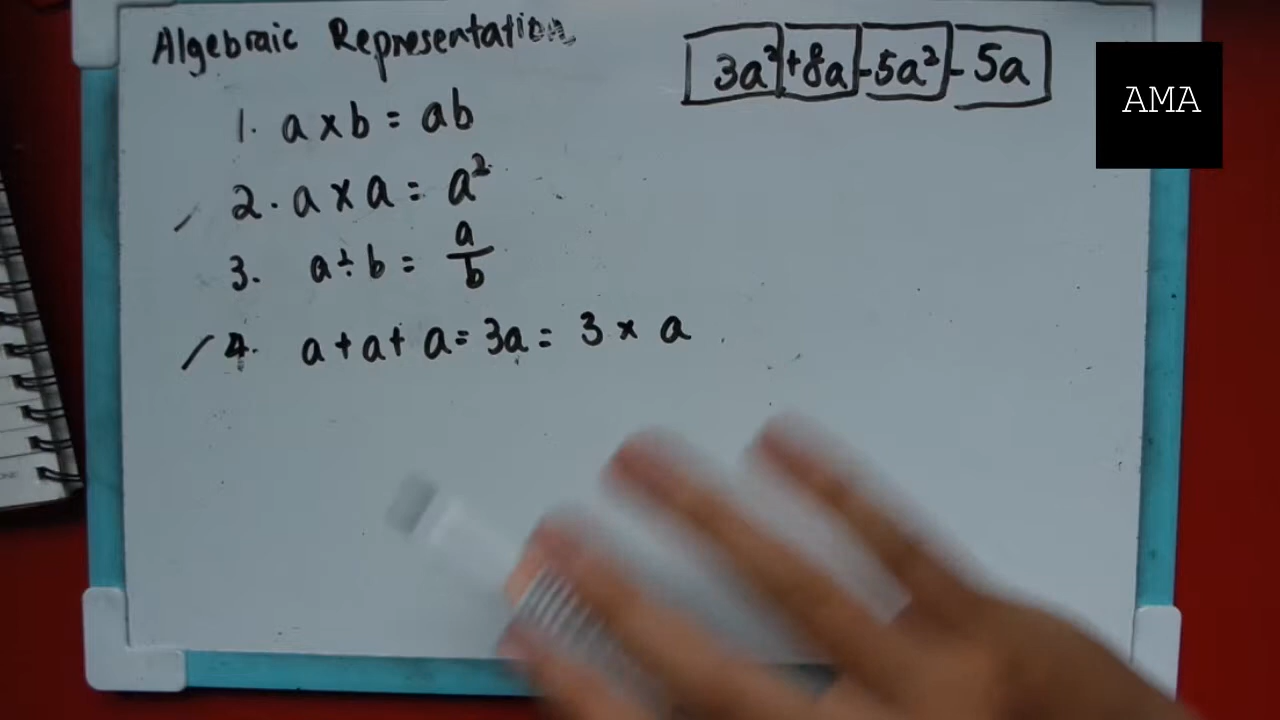 Algebraic Representation
3a²+8a-5a²-5a
AMA
1. a x b = ab
2. a x a = a²
3. a ÷ b = a/b
4. a + a + a = 3a = 3 x a